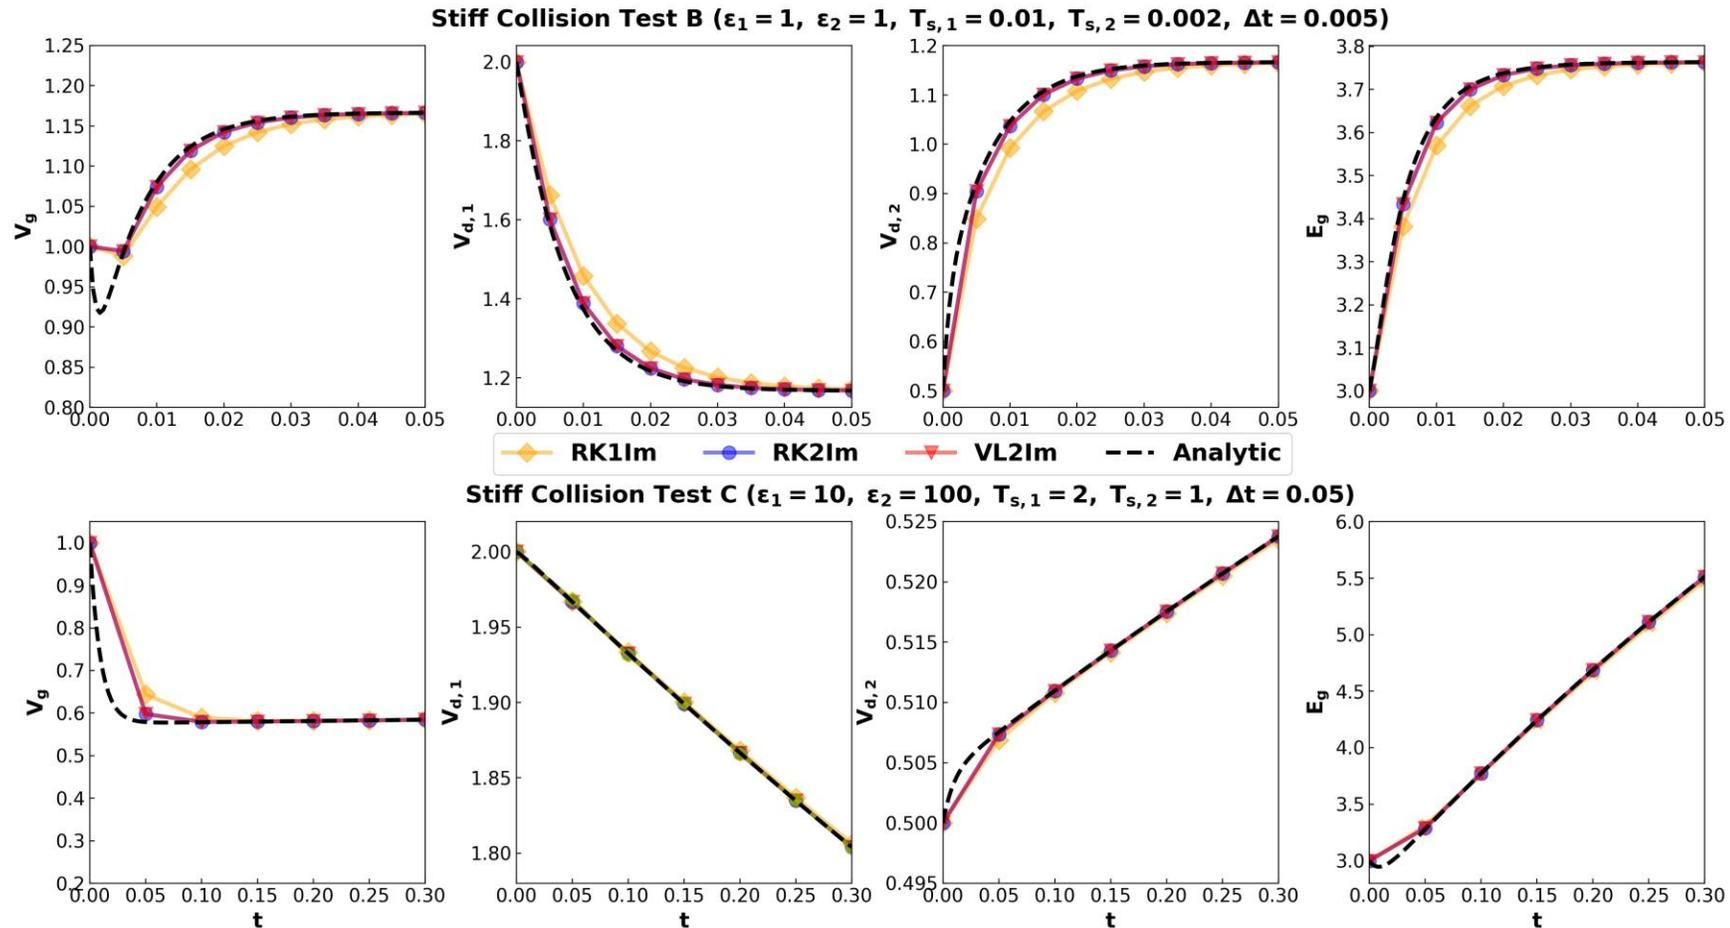 Stiff Collision Test B (ε₁ = 1, ε₂ = 1, Tₛ,₁ = 0.01, Tₛ,₂ = 0.002, Δt = 0.005)
1.25
1.20
1.15
1.10
1.05
1.00
0.95
0.90
0.85
0.80
V_g
0.00 0.01 0.02 0.03 0.04 0.05
2.0
1.8
1.6
1.4
1.2
V_d, 1
0.00 0.01 0.02 0.03 0.04 0.05
1.2
1.1
1.0
0.9
0.8
0.7
0.6
0.5
V_d, 2
0.00 0.01 0.02 0.03 0.04 0.05
3.8
3.7
3.6
3.5
3.4
3.3
3.2
3.1
3.0
E_g
0.00 0.01 0.02 0.03 0.04 0.05
RK1Im RK2Im VL2Im Analytic
Stiff Collision Test C (ε₁ = 10, ε₂ = 100, Tₛ,₁ = 2, Tₛ,₂ = 1, Δt = 0.05)
1.0
0.9
0.8
0.7
0.6
0.5
0.4
0.3
0.2
V_g
0.00 0.05 0.10 0.15 0.20 0.25 0.30
t
2.00
1.95
1.90
1.85
1.80
V_d, 1
0.00 0.05 0.10 0.15 0.20 0.25 0.30
t
0.525
0.520
0.515
0.510
0.505
0.500
0.495
V_d, 2
0.00 0.05 0.10 0.15 0.20 0.25 0.30
t
6.0
5.5
5.0
4.5
4.0
3.5
3.0
E_g
0.00 0.05 0.10 0.15 0.20 0.25 0.30
t